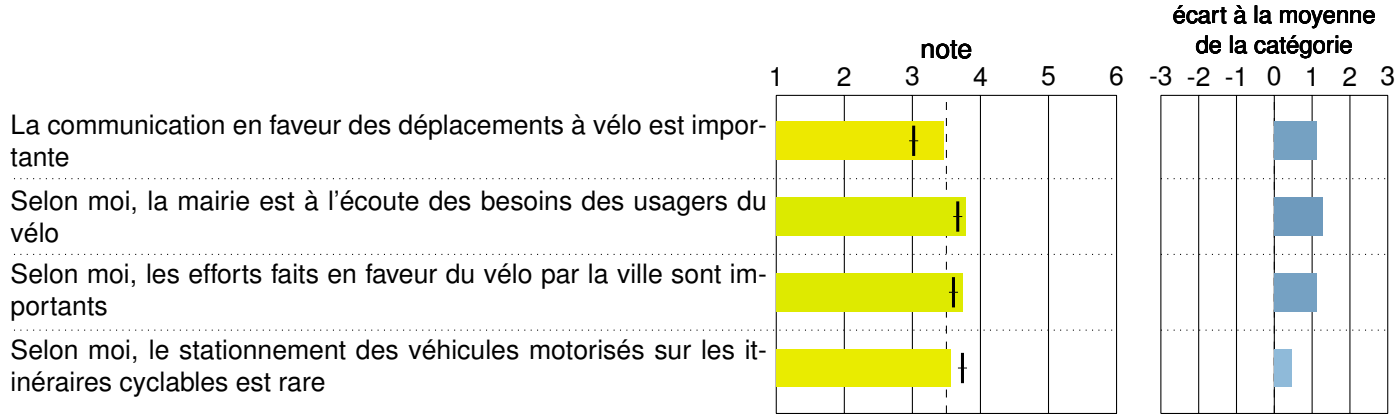 écart à la moyenne
de la catégorie
note
1 2 3 4 5 6
-3 -2 -1 0 1 2 3
La communication en faveur des déplacements à vélo est impor-
tante
Selon moi, la mairie est à l'écoute des besoins des usagers du
vélo
Selon moi, les efforts faits en faveur du vélo par la ville sont im-
portants
Selon moi, le stationnement des véhicules motorisés sur les it-
inéraires cyclables est rare